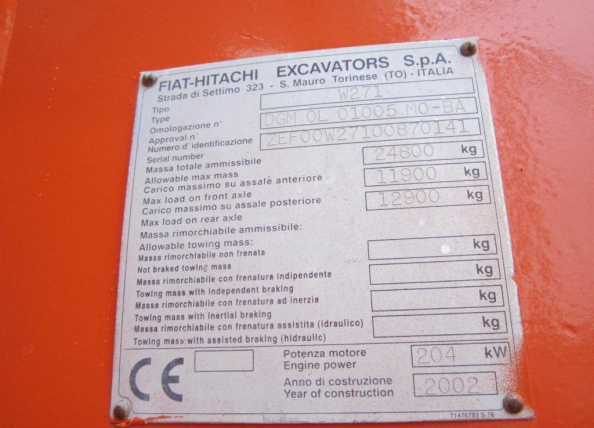 FIAT-HITACHI EXCAVATORS S.p.A.
Strada di Settimo 323 - S. Mauro Torinese (TO) - ITALIA
Tipo
Type
W271
Omologazione n°
Approval n°
DGM OL 01005 MO-BA
Numero d'identificazione
Serial number
ZEF00W27100870141
Massa totale ammissibile
Allowable max mass
24800 kg
Carico massimo su assale anteriore
Max load on front axle
11900 kg
Carico massimo su assale posteriore
Max load on rear axle
12900 kg
Massa rimorchiabile ammissibile:
Allowable towing mass:
Massa rimorchiabile non frenata
Not braked towing mass
kg
Massa rimorchiabile con frenatura indipendente
Towing mass with independent braking
kg
Massa rimorchiabile con frenatura ad inerzia
Towing mass with inertial braking
kg
Massa rimorchiabile con frenatura assistita (idraulico)
Towing mass with assisted braking (hidraulic)
kg
CE
Potenza motore
Engine power
204 kW
Anno di costruzione
Year of construction
2002